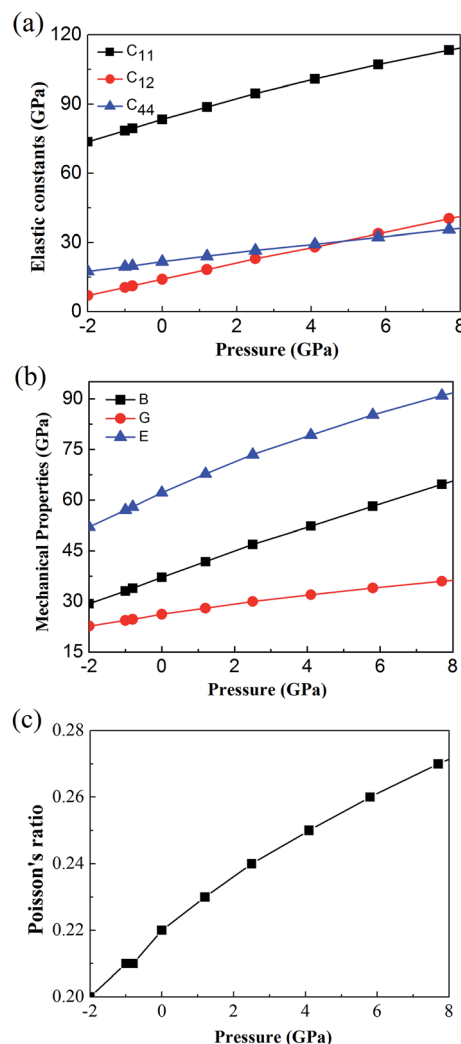 (a)
120
90
60
30
0
C11
C12
C44
Elastic constants (GPa)
-2 0 2 4 6 8
Pressure (GPa)
(b)
90
75
60
45
30
15
B
G
E
Mechanical Properties (GPa)
-2 0 2 4 6 8
Pressure (GPa)
(c)
0.28
0.26
0.24
0.22
0.20
Poisson's ratio
-2 0 2 4 6 8
Pressure (GPa)